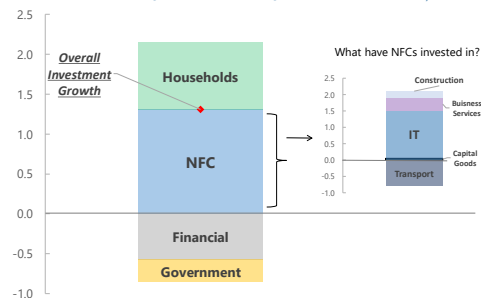 2.5
2.0
1.5
1.0
0.5
0.0
-0.5
-1.0
Overall
Investment
Growth
Households
NFC
Financial
Government
What have NFCs invested in?
2.5
2.0
1.5
1.0
0.5
0.0
-0.5
-1.0
Construction
Buisness
Services
IT
Capital
Goods
Transport